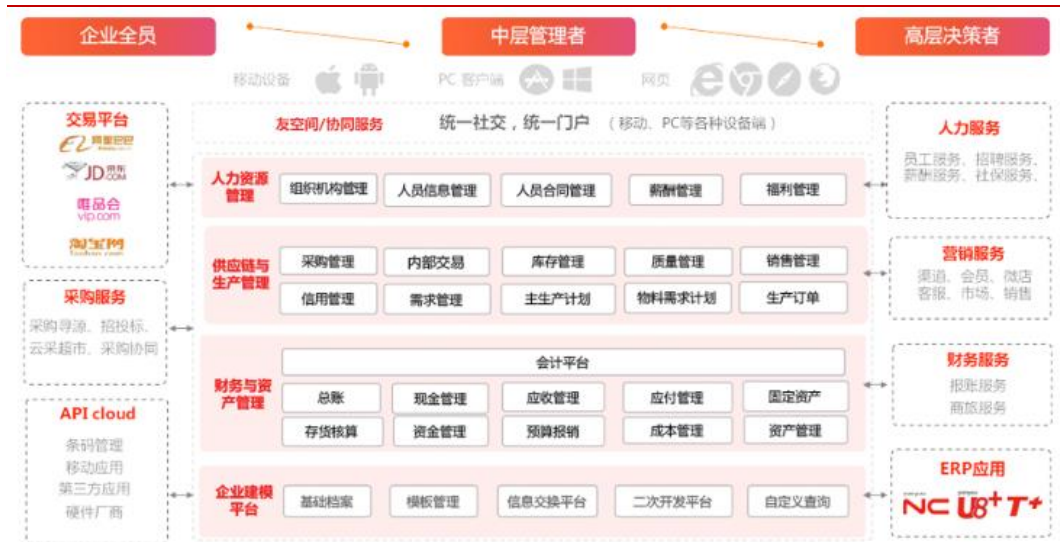 企业全员
中层管理者
高层决策者
移动设备
PC 客户端
网页
交易平台
阿里巴巴
JD 京东
.COM
唯品会
vip.com
淘宝网
Taobao.com
采购服务
采购寻源、招投标、
云采超市、采购协同
API cloud
条码管理
移动应用
第三方应用
硬件厂商
友空间/协同服务 统一社交，统一门户 （移动、PC等各种设备端）
人力资源
管理
组织机构管理 人员信息管理 人员合同管理 薪酬管理 福利管理
供应链与
生产管理
采购管理 内部交易 库存管理 质量管理 销售管理
信用管理 需求管理 主生产计划 物料需求计划 生产订单
财务与资
产管理
会计平台
总账 现金管理 应收管理 应付管理 固定资产
存货核算 资金管理 预算报销 成本管理 资产管理
企业建模
平台
基础档案 模板管理 信息交换平台 二次开发平台 自定义查询
人力服务
员工服务、招聘服务、
薪酬服务、社保服务、
营销服务
渠道、会员、微店
客服、市场、销售
财务服务
报账服务
商旅服务
ERP应用
NC U8+ T+